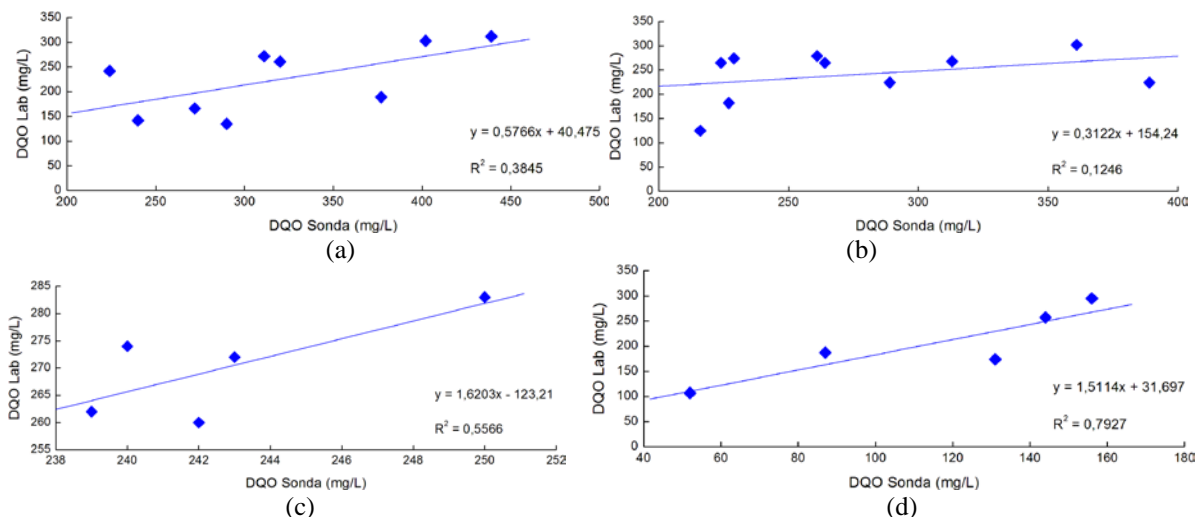 350
300
250
200
150
100
50
0
DQO Lab (mg/L)
y = 0,5766x + 40,475
R² = 0,3845
200 250 300 350 400 450 500
DQO Sonda (mg/L)
(a)
350
300
250
200
150
100
50
0
DQO Lab (mg/L)
y = 0,3122x + 154,24
R² = 0,1246
200 250 300 350 400
DQO Sonda (mg/L)
(b)
285
280
275
270
265
260
255
DQO Lab (mg/L)
y = 1,6203x - 123,21
R² = 0,5566
238 240 242 244 246 248 250 252
DQO Sonda (mg/L)
(c)
350
300
250
200
150
100
50
0
DQO Lab (mg/L)
y = 1,5114x + 31,697
R² = 0,7927
40 60 80 100 120 140 160 180
DQO Sonda (mg/L)
(d)